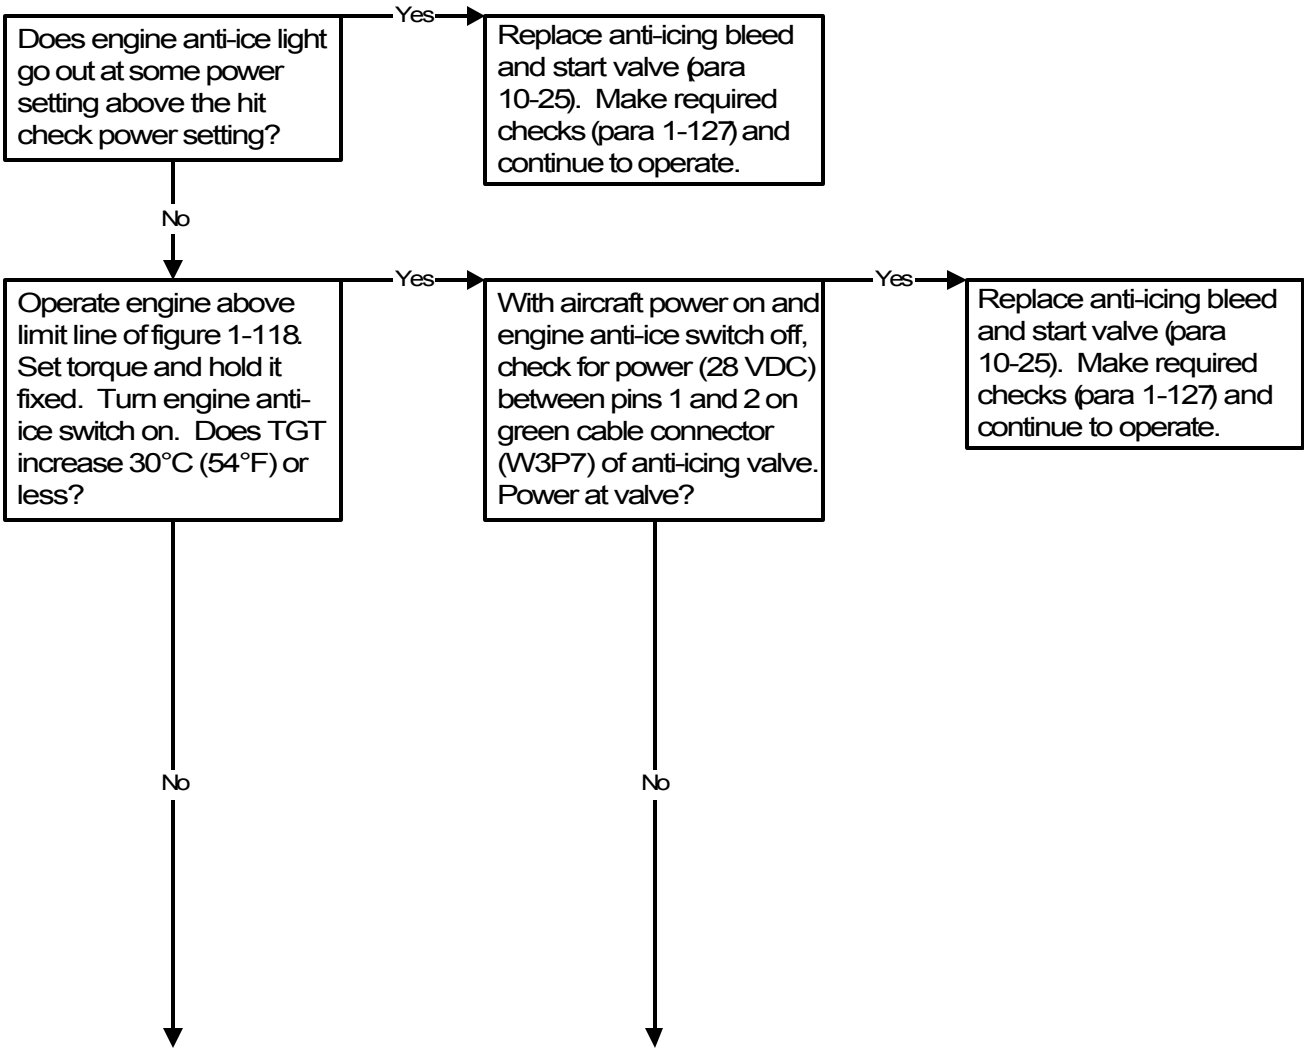 Does engine anti-ice light
go out at some power
setting above the hit
check power setting?
Yes
Replace anti-icing bleed
and start valve (para
10-25). Make required
checks (para 1-127) and
continue to operate.
No
Operate engine above
limit line of figure 1-118.
Set torque and hold it
fixed. Turn engine anti-
ice switch on. Does TGT
increase 30°C (54°F) or
less?
Yes
With aircraft power on and
engine anti-ice switch off,
check for power (28 VDC)
between pins 1 and 2 on
green cable connector
(W3P7) of anti-icing valve.
Power at valve?
Yes
Replace anti-icing bleed
and start valve (para
10-25). Make required
checks (para 1-127) and
continue to operate.
No
No